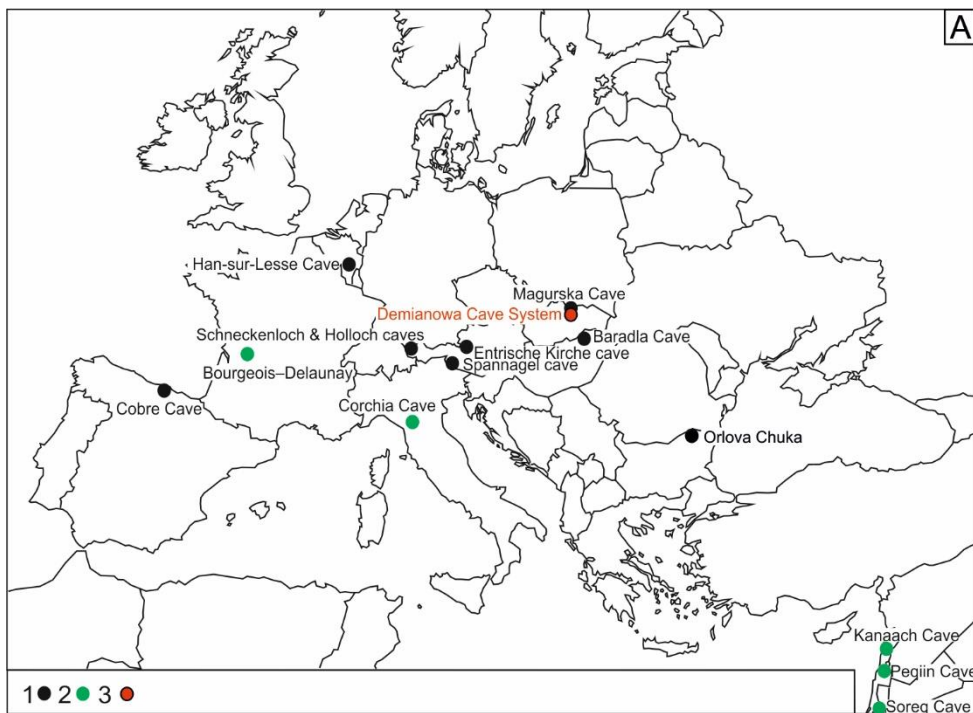 A
Han-sur-Lesse Cave
Magurska Cave
Demianowa Cave System
Schneckenloch & Holloch caves
Baradla Cave
Entrische Kirche cave
Bourgeois–Delaunay
Spannagel cave
Cobre Cave
Corchia Cave
Orlova Chuka
Kanaach Cave
Peqiin Cave
Soreq Cave
1 2 3